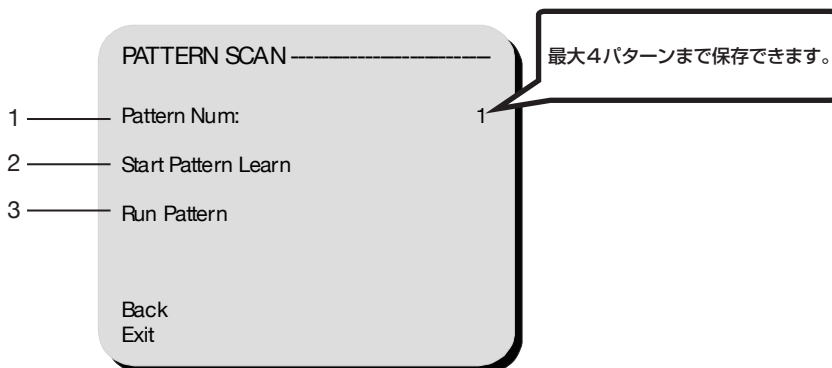 PATTERN SCAN------------------------
最大4パターンまで保存できます。
1 Pattern Num: 1
2 Start Pattern Learn
3 Run Pattern
Back
Exit